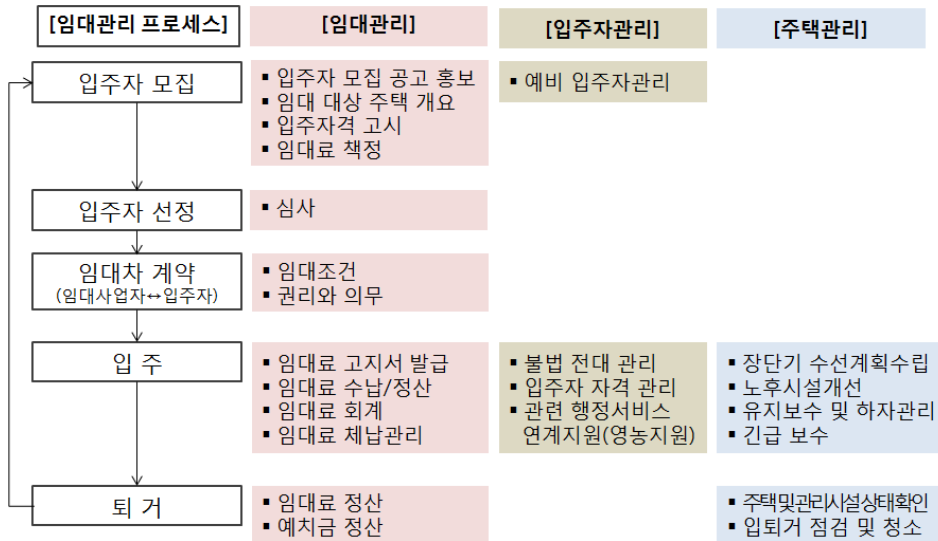 [임대관리 프로세스] [임대관리] [입주자관리] [주택관리]
입주자 모집
▪ 입주자 모집 공고 홍보
▪ 임대 대상 주택 개요
▪ 입주자격 고시
▪ 임대료 책정
▪ 예비 입주자관리
입주자 선정
▪ 심사
임대차 계약
(임대사업자↔입주자)
▪ 임대조건
▪ 권리와 의무
입 주
▪ 임대료 고지서 발급
▪ 임대료 수납/정산
▪ 임대료 회계
▪ 임대료 체납관리
▪ 불법 전대 관리
▪ 입주자 자격 관리
▪ 관련 행정서비스
연계지원(영농지원)
▪ 장단기 수선계획수립
▪ 노후시설개선
▪ 유지보수 및 하자관리
▪ 긴급 보수
퇴 거
▪ 임대료 정산
▪ 예치금 정산
▪ 주택및관리시설상태확인
▪ 입퇴거 점검 및 청소